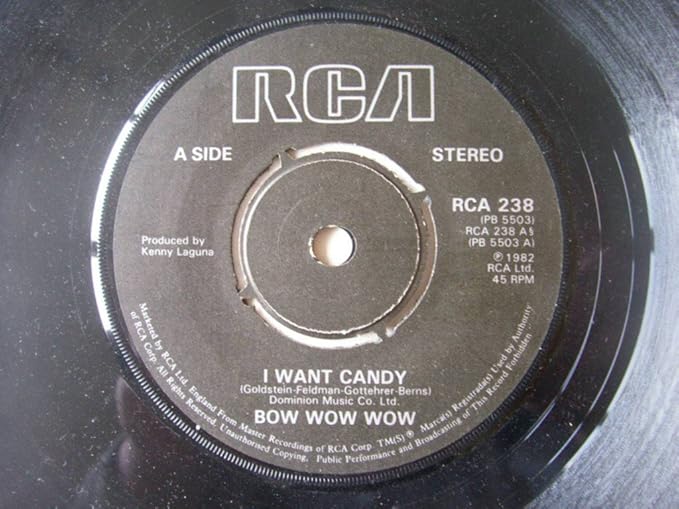 RCA
A SIDE
STEREO
RCA 238
(PB 5503)
RCA 238 A§
(PB 5503 A)
℗ 1982
RCA Ltd.
45 RPM
Produced by
Kenny Laguna
I WANT CANDY
(Goldstein-Feldman-Gottehrer-Berns)
Dominion Music Co. Ltd.
BOW WOW WOW
Marketed by RCA Ltd. England From Master Recordings of RCA Corp TM(S)® Marca(s) Registrada(s) Used by Authority
of RCA Corp. All Rights Reserved. Unauthorised Copying, Public Performance and Broadcasting of This Record Forbidden